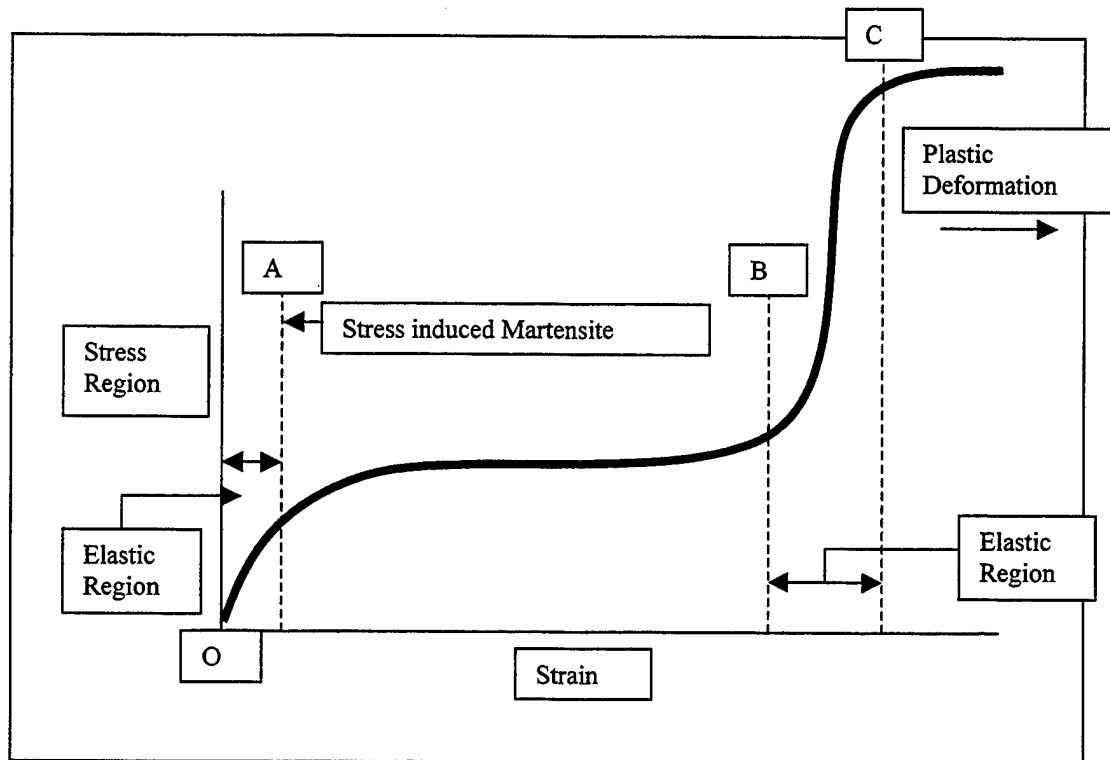 C
Plastic
Deformation
A
B
Stress induced Martensite
Stress
Region
Elastic
Region
Elastic
Region
O
Strain